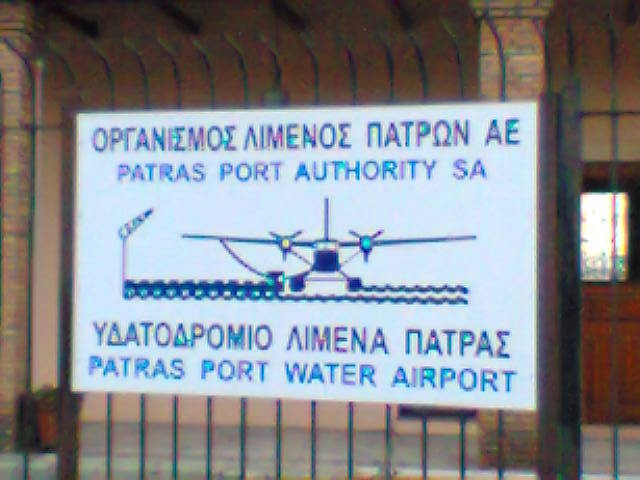 ΟΡΓΑΝΙΣΜΟΣ ΛΙΜΕΝΟΣ ΠΑΤΡΩΝ ΑΕ
PATRAS PORT AUTHORITY SA
ΥΔΑΤΟΔΡΟΜΙΟ ΛΙΜΕΝΑ ΠΑΤΡΑΣ
PATRAS PORT WATER AIRPORT